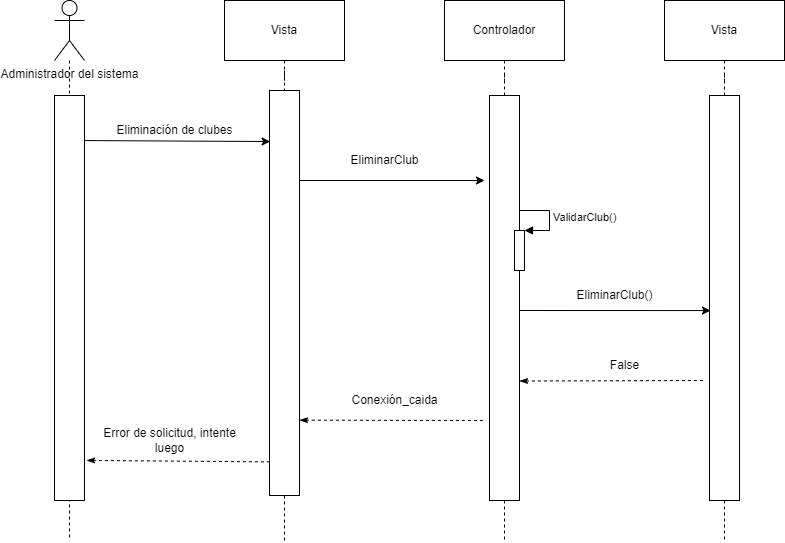 Vista
Controlador
Vista
Administrador del sistema
Eliminación de clubes
EliminarClub
ValidarClub()
EliminarClub()
False
Conexión_caida
Error de solicitud, intente
luego